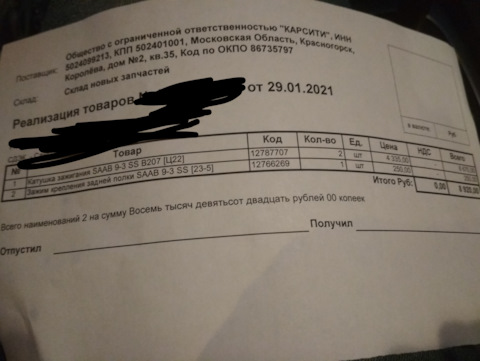 Общество с ограниченной ответственностью "КАРСИТИ", ИНН
Поставщик: 5024098213, КПП 502401001, Московская Область, Красногорск,
Королёва, дом №2, кв.35, Код по ОКПО 86735797
Склад: Склад новых запчастей
Реализация товаров от 29.01.2021
№ Товар Код Кол-во Ед. Цена НДС Всего
1 Катушка зажигания SAAB 9-3 SS B207 [Ц22] 12787707 2 шт 4 335,00
2 Зажим крепления задней полки SAAB 9-3 SS [23-5] 12766269 1 шт 250,00
Итого Руб: 0,00 8 920,00
Всего наименований 2 на сумму Восемь тысяч девятьсот двадцать рублей 00 копеек
Отпустил Получил